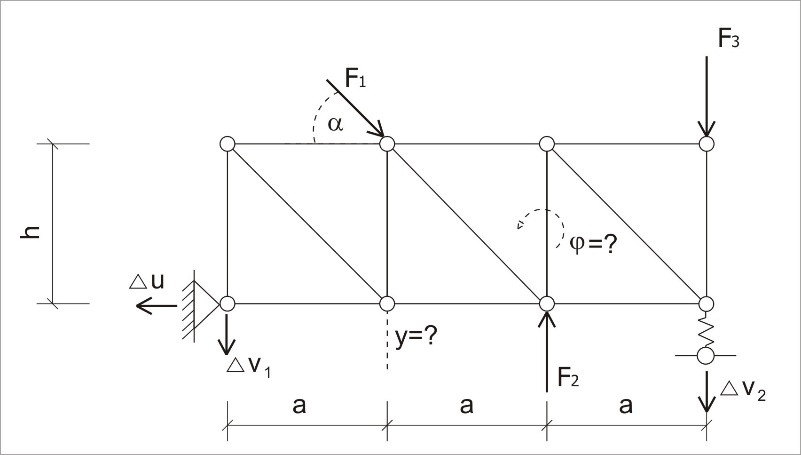 F3
F1
α
h
φ=?
△u
y=?
△v1
F2
△v2
a
a
a